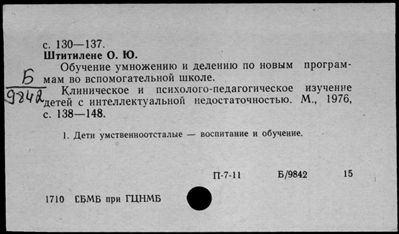 с. 130—137.
Штитилене О. Ю.
Обучение умножению и делению по новым програм-
мам во вспомогательной школе.
Б
9842
Клиническое и психолого-педагогическое изучение
детей с интеллектуальной недостаточностью. М., 1976,
с. 138—148.
1. Дети умственноотсталые — воспитание и обучение.
П-7-11 Б/9842 15
1710 СБМБ при ГЦНМБ